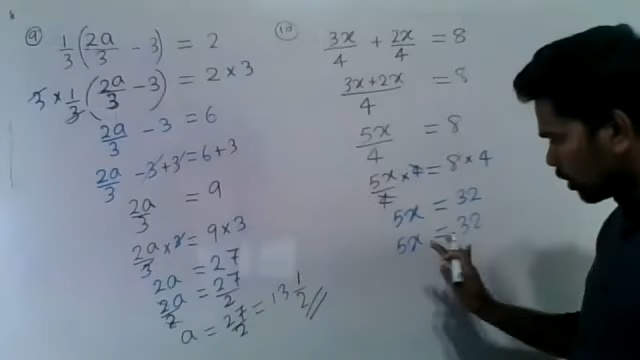 9) 1/3 (2a/3 - 3) = 2
3 × 1/3 (2a/3 - 3) = 2 × 3
2a/3 - 3 = 6
2a/3 - 3 + 3 = 6 + 3
2a/3 = 9
2a/3 × 3 = 9 × 3
2a = 27
2a/2 = 27/2
a = 27/2 = 13 1/2 //
10) 3x/4 + 2x/4 = 8
3x+2x/4 = 8
5x/4 = 8
5x/4 × 4 = 8 × 4
5x = 32
5x = 32